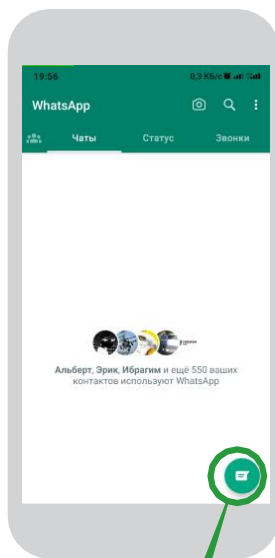 19:56 0,3 КБ/с
WhatsApp
Чаты Статус Звонки
Альберт, Эрик, Ибрагим и ещё 550 ваших
контактов используют WhatsApp